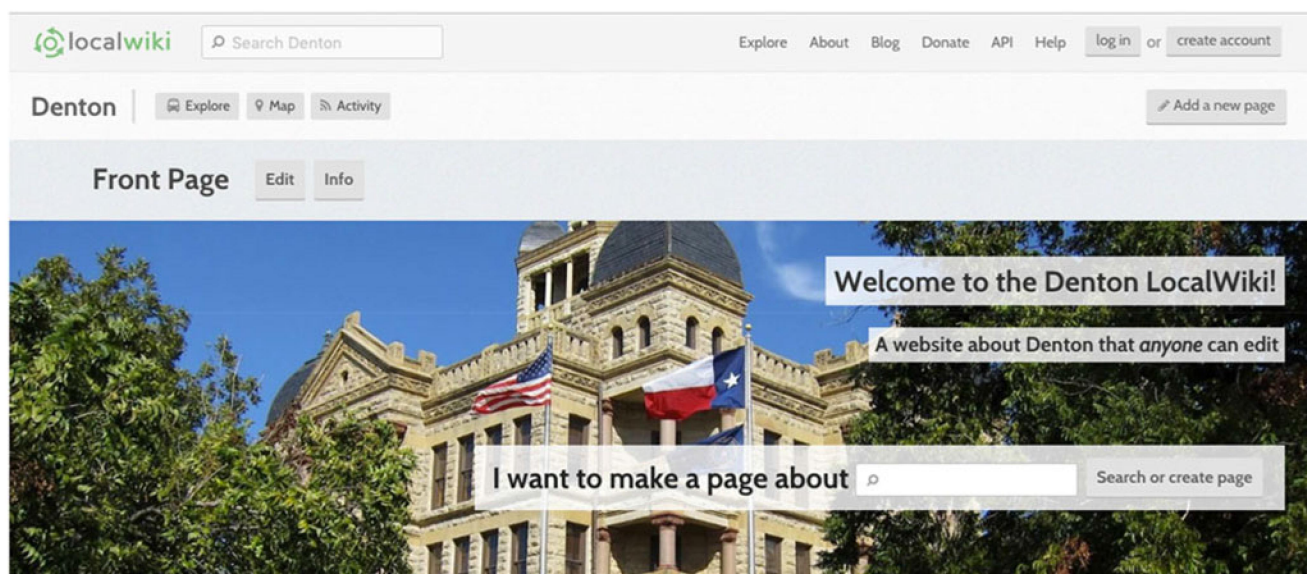 localwiki Search Denton Explore About Blog Donate API Help log in or create account
Denton Explore Map Activity Add a new page
Front Page Edit Info
Welcome to the Denton LocalWiki!
A website about Denton that anyone can edit
I want to make a page about Search or create page